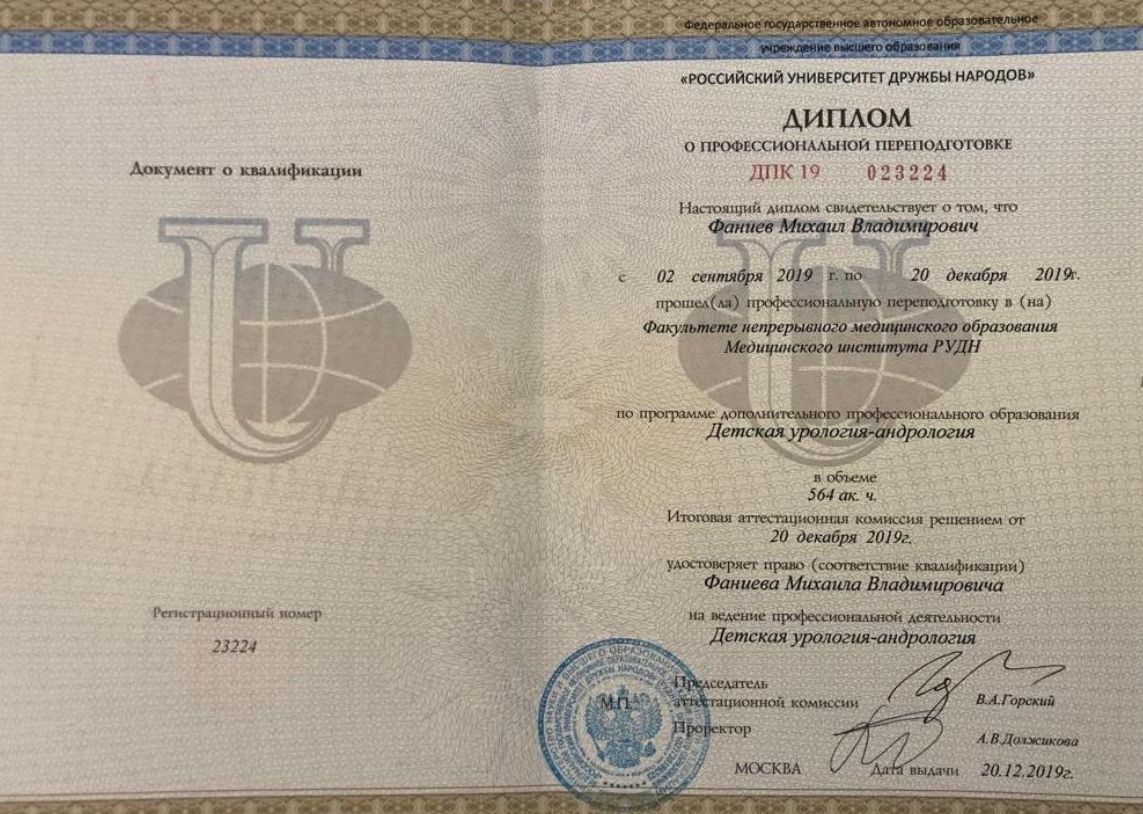 Документ о квалификации
Регистрационный номер
23224
Федеральное государственное автономное образовательное
учреждение высшего образования
«РОССИЙСКИЙ УНИВЕРСИТЕТ ДРУЖБЫ НАРОДОВ»
ДИПЛОМ
О ПРОФЕССИОНАЛЬНОЙ ПЕРЕПОДГОТОВКЕ
ДПК 19 023224
Настоящий диплом свидетельствует о том, что
Фаниев Михаил Владимирович
с 02 сентября 2019 г. по 20 декабря 2019г.
прошел(ла) профессиональную переподготовку в (на)
Факультете непрерывного медицинского образования
Медицинского института РУДН
по программе дополнительного профессионального образования
Детская урология-андрология
в объеме
564 ак. ч.
Итоговая аттестационная комиссия решением от
20 декабря 2019г.
удостоверяет право (соответствие квалификации)
Фаниева Михаила Владимировича
на ведение профессиональной деятельности
Детская урология-андрология
Председатель
аттестационной комиссии В.А.Горский
М.П.
Проректор А.В.Должикова
МОСКВА Дата выдачи 20.12.2019г.